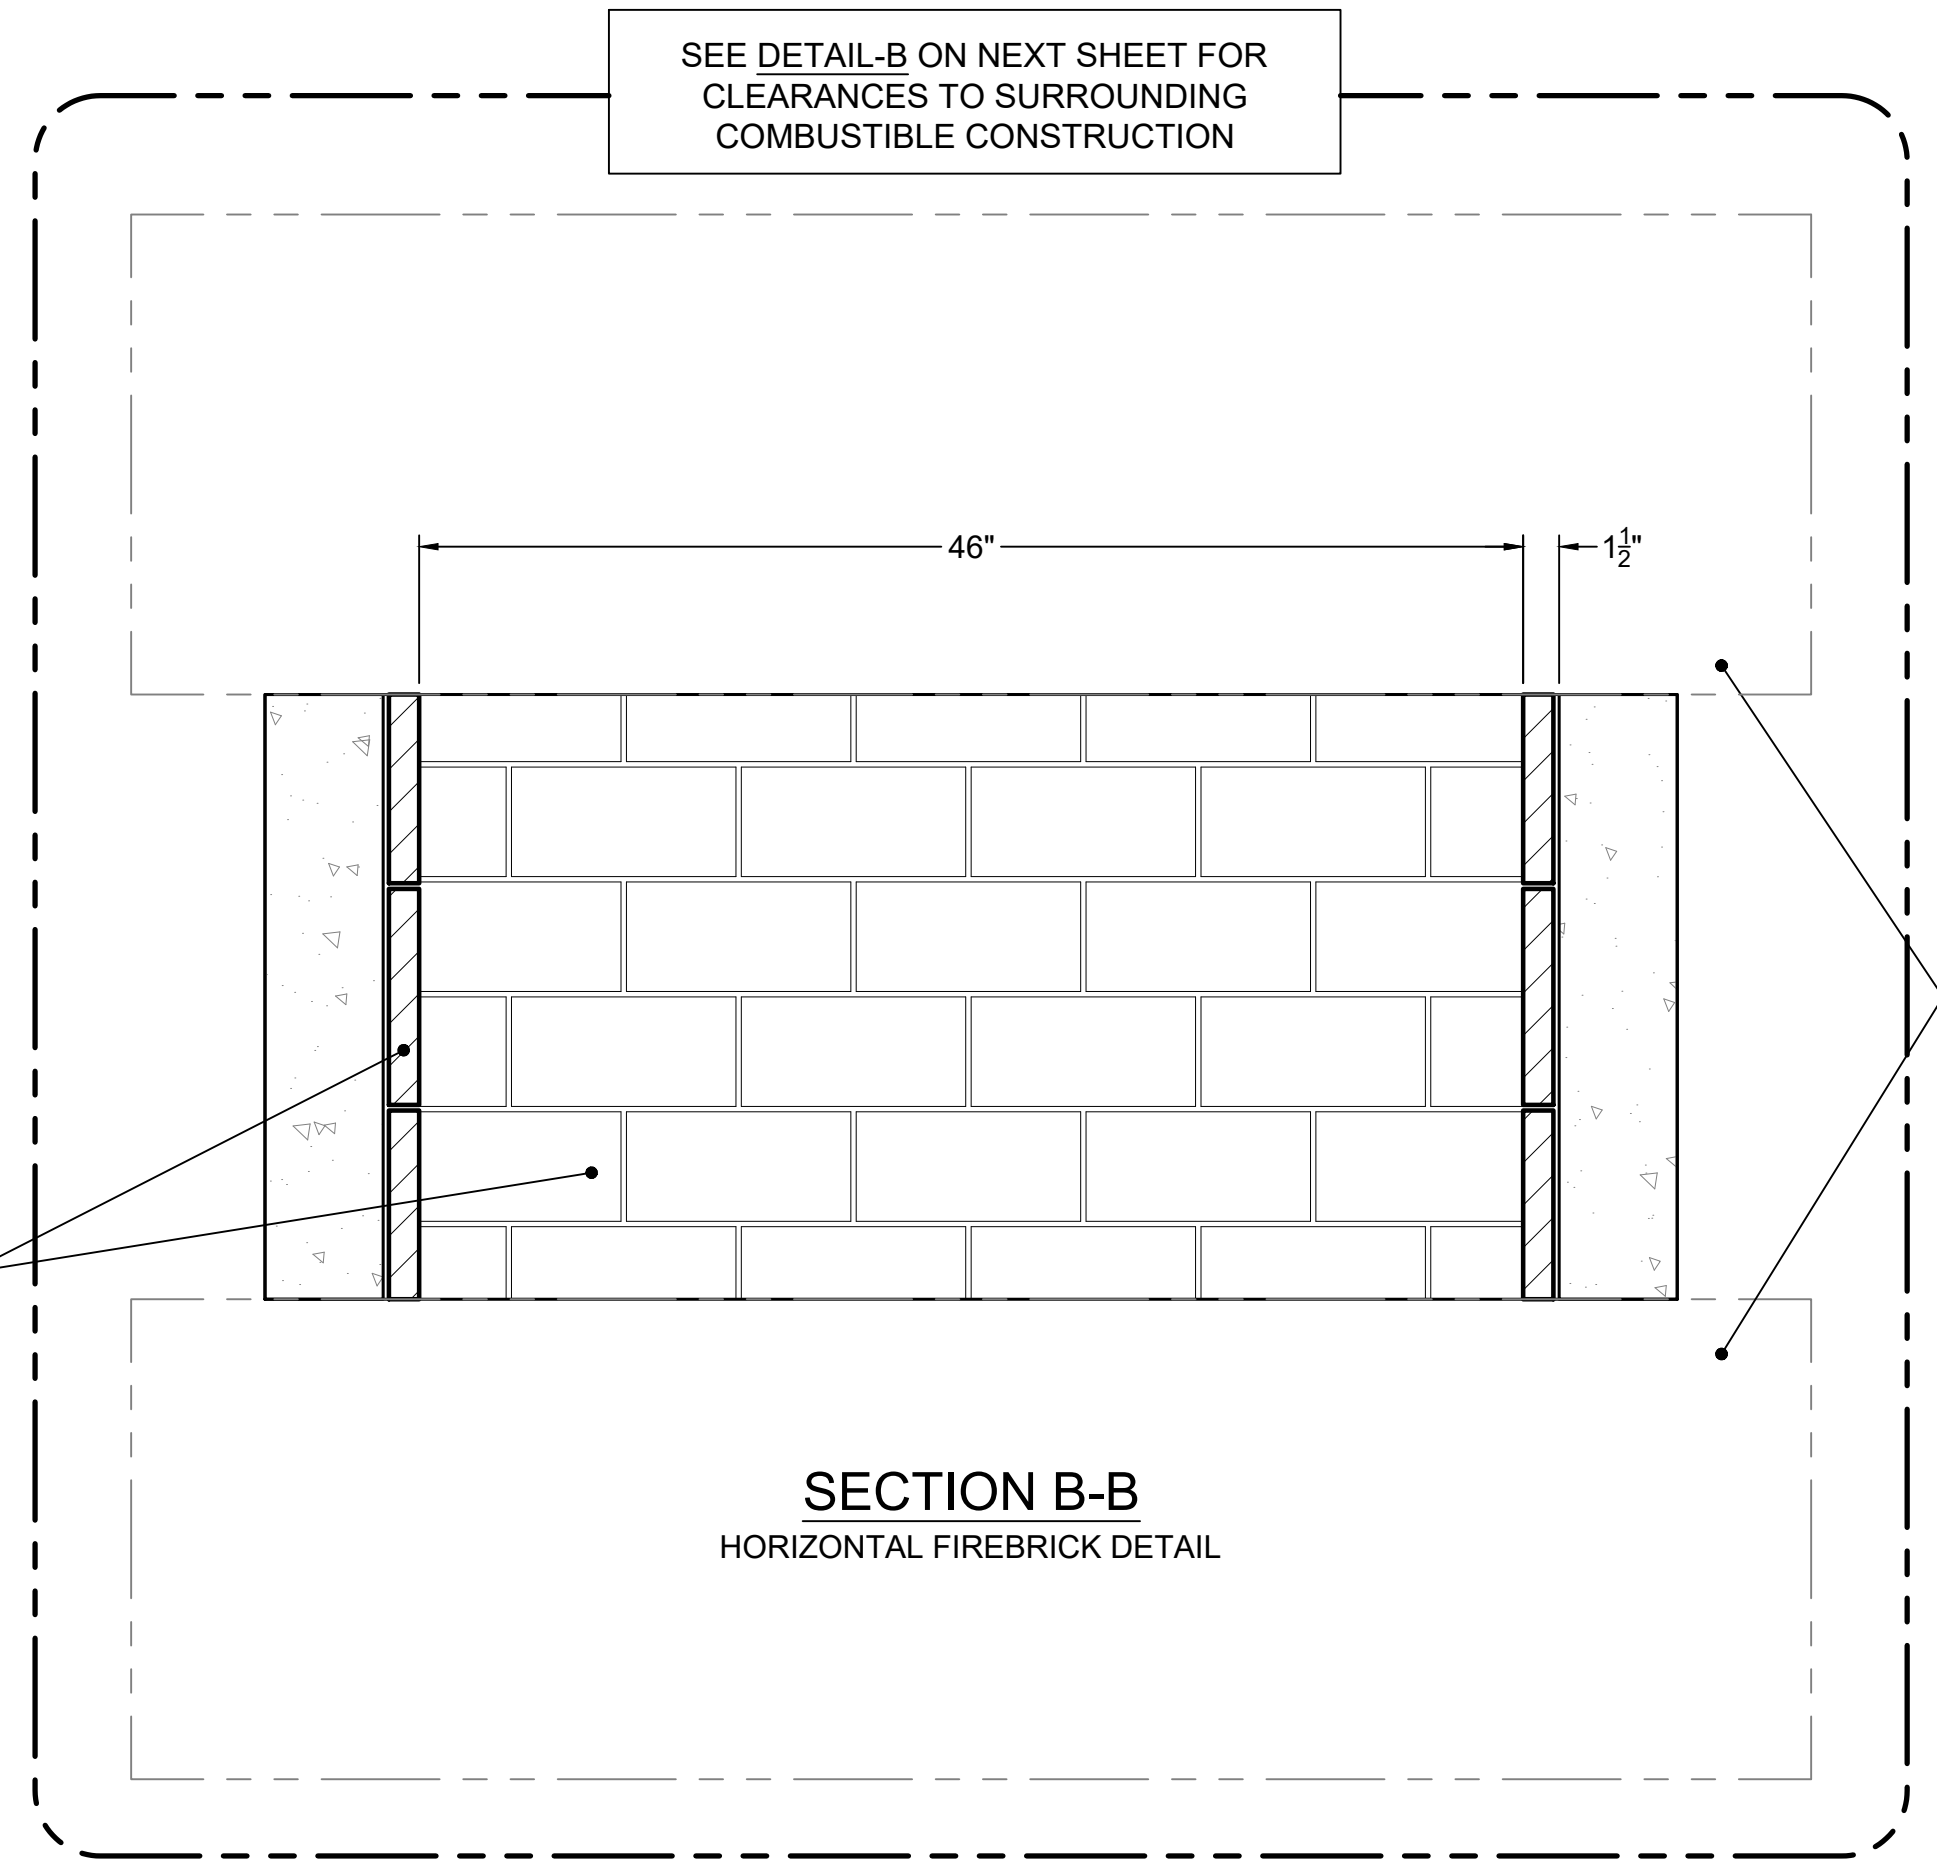 SEE DETAIL-B ON NEXT SHEET FOR
CLEARANCES TO SURROUNDING
COMBUSTIBLE CONSTRUCTION
46"
1½"
SECTION B-B
HORIZONTAL FIREBRICK DETAIL